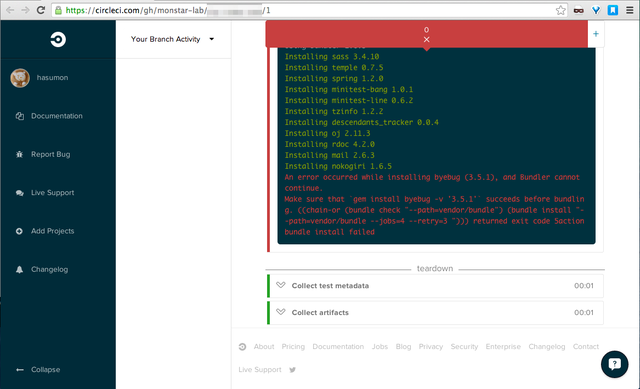 https://circleci.com/gh/monstar-lab/
/1
Your Branch Activity
hasumon
Documentation
Report Bug
Live Support
Add Projects
Changelog
Collapse
0
+
Installing sass 3.4.10
Installing temple 0.7.5
Installing spring 1.2.0
Installing minitest-bang 1.0.1
Installing minitest-line 0.6.2
Installing tzinfo 1.2.2
Installing descendants_tracker 0.0.4
Installing oj 2.11.3
Installing rdoc 4.2.0
Installing mail 2.6.3
Installing nokogiri 1.6.5
An error occurred while installing byebug (3.5.1), and Bundler cannot
continue.
Make sure that `gem install byebug -v '3.5.1'` succeeds before bundlin
g. ((chain-or (bundle check "--path=vendor/bundle") (bundle install "-
-path=vendor/bundle --jobs=4 --retry=3 "))) returned exit code 5action
bundle install failed
teardown
Collect test metadata 00:01
Collect artifacts 00:01
About Pricing Documentation Jobs Blog Privacy Security Enterprise Changelog Contact
Live Support